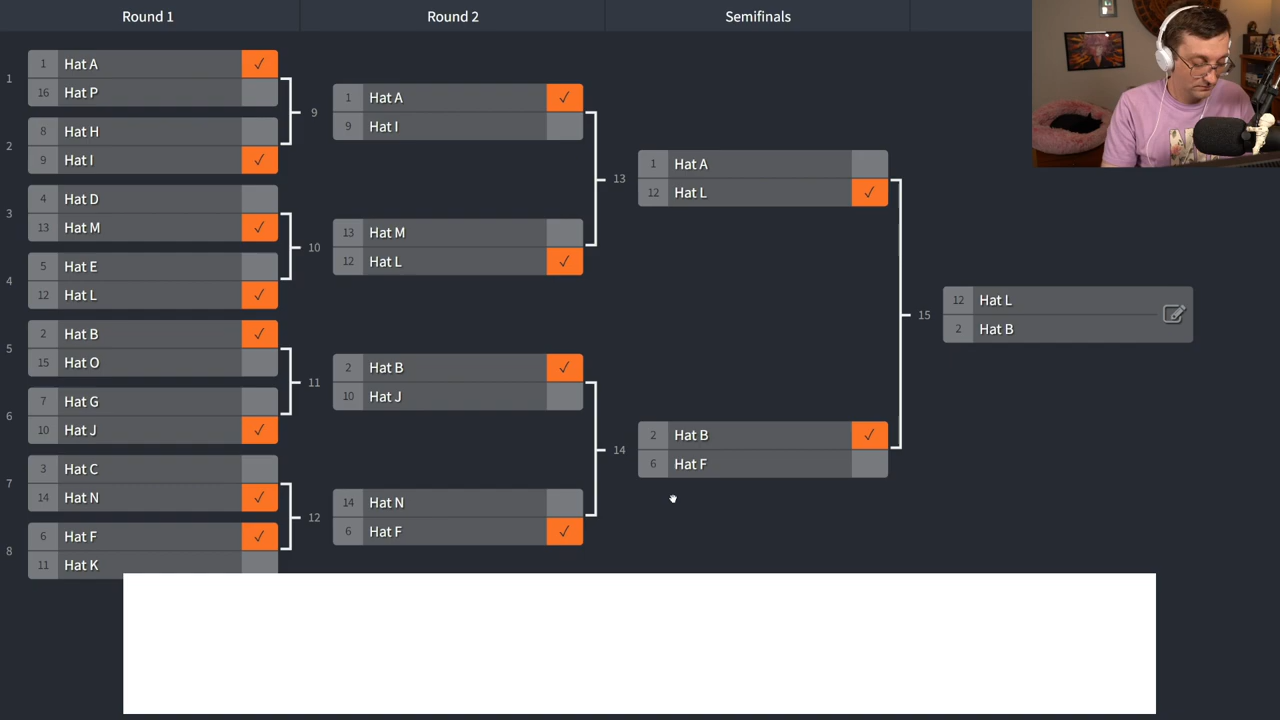 Round 1
Round 2
Semifinals
1
1 Hat A ✓
16 Hat P
2
8 Hat H
9 Hat I ✓
3
4 Hat D
13 Hat M ✓
4
5 Hat E
12 Hat L ✓
5
2 Hat B ✓
15 Hat O
6
7 Hat G
10 Hat J ✓
7
3 Hat C
14 Hat N ✓
8
6 Hat F ✓
11 Hat K
9
1 Hat A ✓
9 Hat I
10
13 Hat M
12 Hat L ✓
11
2 Hat B ✓
10 Hat J
12
14 Hat N
6 Hat F ✓
13
1 Hat A
12 Hat L ✓
14
2 Hat B ✓
6 Hat F
15
12 Hat L
2 Hat B